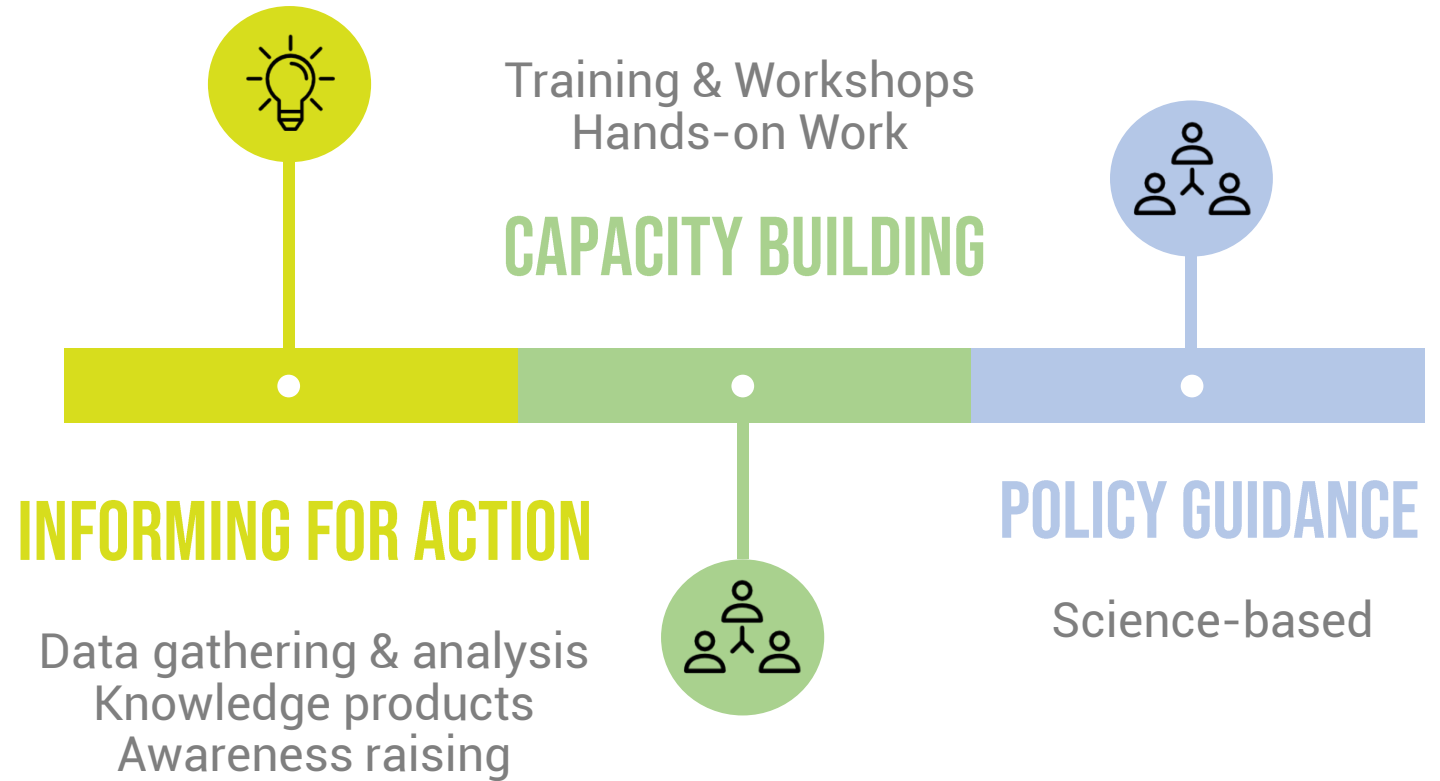 Training & Workshops
Hands-on Work
CAPACITY BUILDING
INFORMING FOR ACTION
Data gathering & analysis
Knowledge products
Awareness raising
POLICY GUIDANCE
Science-based